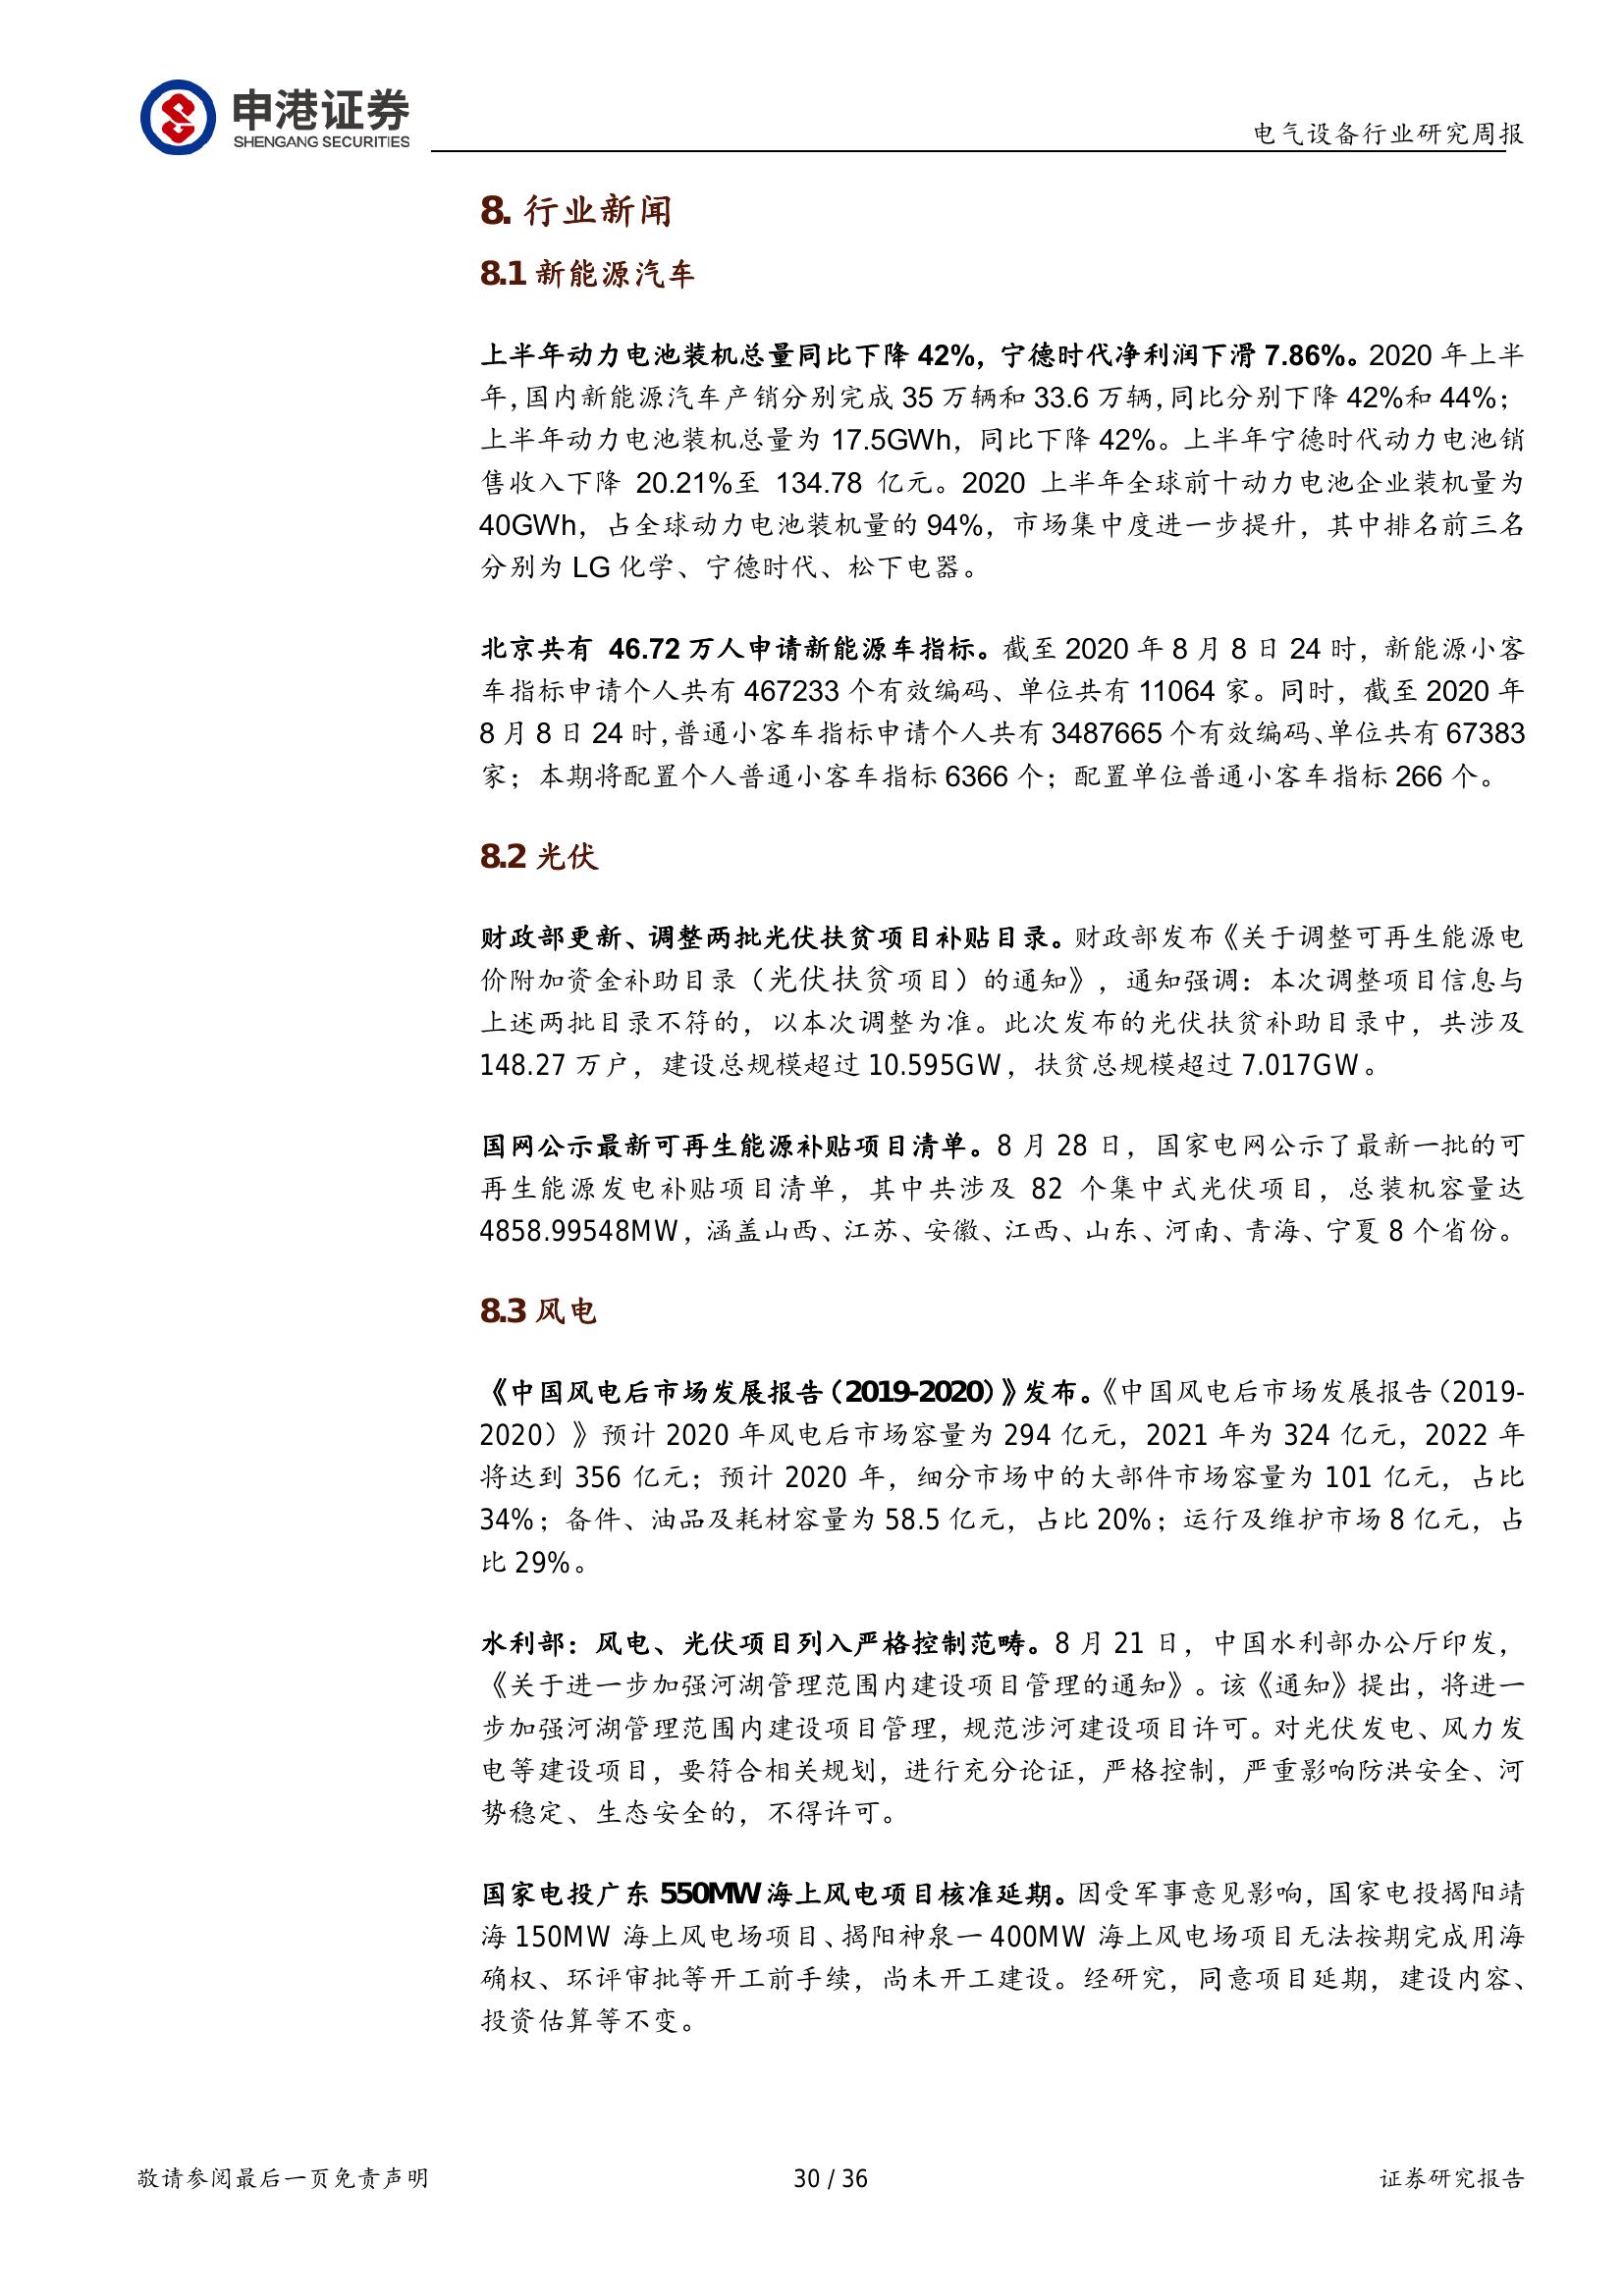 申港证券
SHENGANG SECURITIES
电气设备行业研究周报
8. 行业新闻
8.1 新能源汽车
上半年动力电池装机总量同比下降 42%，宁德时代净利润下滑 7.86%。2020 年上半
年，国内新能源汽车产销分别完成 35 万辆和 33.6 万辆，同比分别下降 42%和 44%；
上半年动力电池装机总量为 17.5GWh，同比下降 42%。上半年宁德时代动力电池销
售收入下降 20.21%至 134.78 亿元。2020 上半年全球前十动力电池企业装机量为
40GWh，占全球动力电池装机量的 94%，市场集中度进一步提升，其中排名前三名
分别为 LG 化学、宁德时代、松下电器。
北京共有 46.72 万人申请新能源车指标。截至 2020 年 8 月 8 日 24 时，新能源小客
车指标申请个人共有 467233 个有效编码、单位共有 11064 家。同时，截至 2020 年
8 月 8 日 24 时，普通小客车指标申请个人共有 3487665 个有效编码、单位共有 67383
家；本期将配置个人普通小客车指标 6366 个；配置单位普通小客车指标 266 个。
8.2 光伏
财政部更新、调整两批光伏扶贫项目补贴目录。财政部发布《关于调整可再生能源电
价附加资金补助目录（光伏扶贫项目）的通知》，通知强调：本次调整项目信息与
上述两批目录不符的，以本次调整为准。此次发布的光伏扶贫补助目录中，共涉及
148.27 万户，建设总规模超过 10.595GW，扶贫总规模超过 7.017GW。
国网公示最新可再生能源补贴项目清单。8 月 28 日，国家电网公示了最新一批的可
再生能源发电补贴项目清单，其中共涉及 82 个集中式光伏项目，总装机容量达
4858.99548MW，涵盖山西、江苏、安徽、江西、山东、河南、青海、宁夏 8 个省份。
8.3 风电
《中国风电后市场发展报告（2019-2020）》发布。《中国风电后市场发展报告（2019-
2020）》预计 2020 年风电后市场容量为 294 亿元，2021 年为 324 亿元，2022 年
将达到 356 亿元；预计 2020 年，细分市场中的大部件市场容量为 101 亿元，占比
34%；备件、油品及耗材容量为 58.5 亿元，占比 20%；运行及维护市场 8 亿元，占
比 29%。
水利部：风电、光伏项目列入严格控制范畴。8 月 21 日，中国水利部办公厅印发，
《关于进一步加强河湖管理范围内建设项目管理的通知》。该《通知》提出，将进一
步加强河湖管理范围内建设项目管理，规范涉河建设项目许可。对光伏发电、风力发
电等建设项目，要符合相关规划，进行充分论证，严格控制，严重影响防洪安全、河
势稳定、生态安全的，不得许可。
国家电投广东 550MW 海上风电项目核准延期。因受军事意见影响，国家电投揭阳靖
海 150MW 海上风电场项目、揭阳神泉一 400MW 海上风电场项目无法按期完成用海
确权、环评审批等开工前手续，尚未开工建设。经研究，同意项目延期，建设内容、
投资估算等不变。
敬请参阅最后一页免责声明
30 / 36
证券研究报告